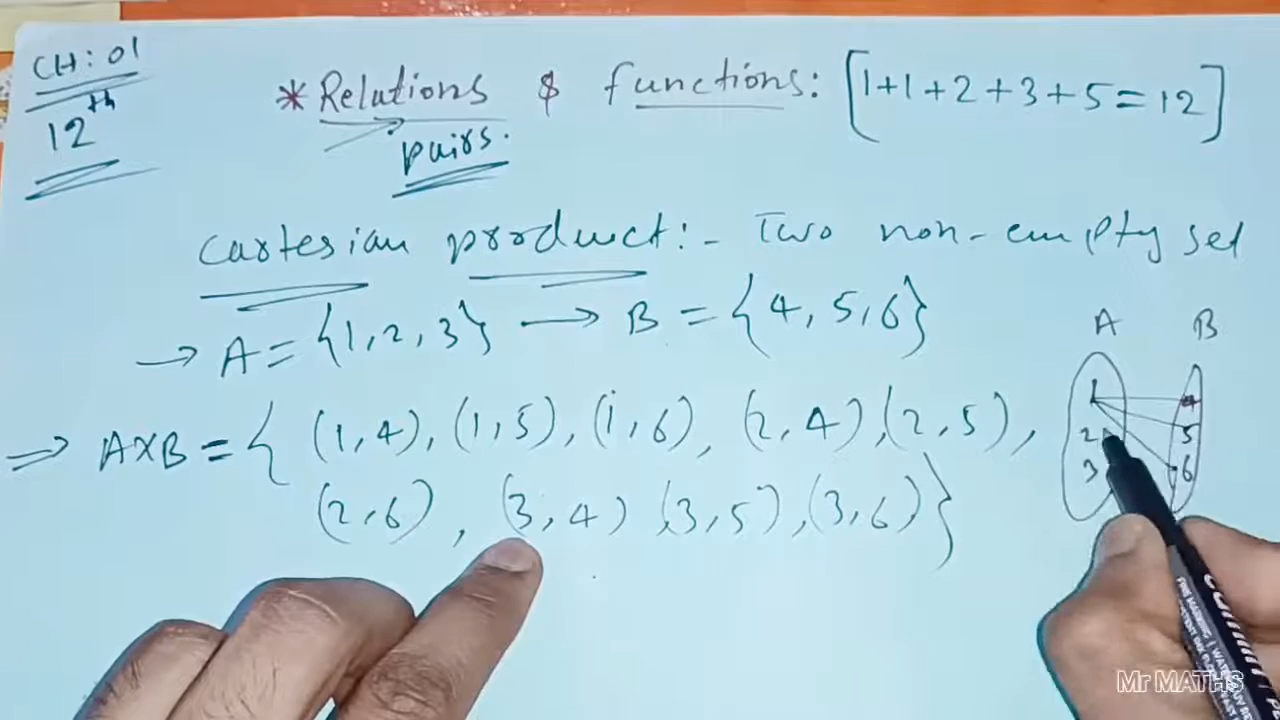 CH: 01
12th
* Relations & functions: [1+1+2+3+5=12]
pairs.
Cartesian product:- Two non-empty set
→ A = {1,2,3} → B = {4,5,6}
A B
⇒ A×B = { (1,4), (1,5), (1,6), (2,4), (2,5),
(2,6), (3,4) (3,5), (3,6) }
1 4
2 5
3 6
Mr MATHS